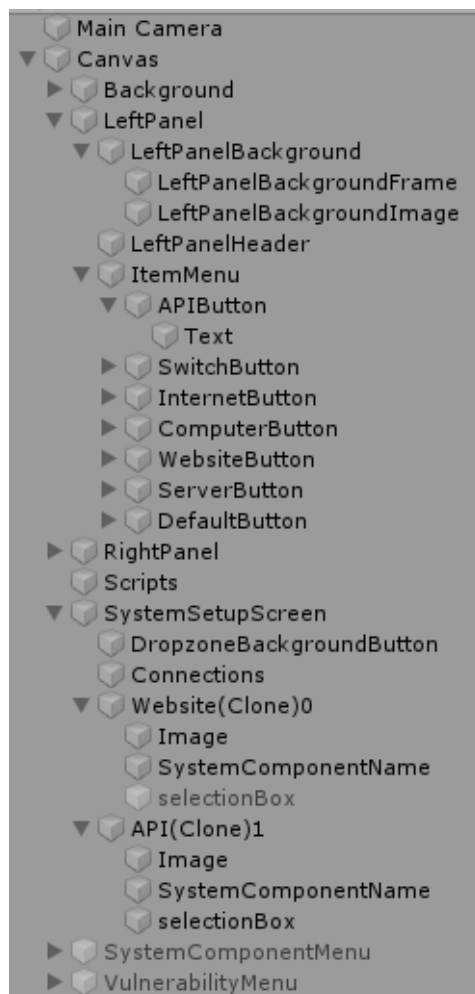 Main Camera
Canvas
Background
LeftPanel
LeftPanelBackground
LeftPanelBackgroundFrame
LeftPanelBackgroundImage
LeftPanelHeader
ItemMenu
APIButton
Text
SwitchButton
InternetButton
ComputerButton
WebsiteButton
ServerButton
DefaultButton
RightPanel
Scripts
SystemSetupScreen
DropzoneBackgroundButton
Connections
Website(Clone)0
Image
SystemComponentName
selectionBox
API(Clone)1
Image
SystemComponentName
selectionBox
SystemComponentMenu
VulnerabilityMenu